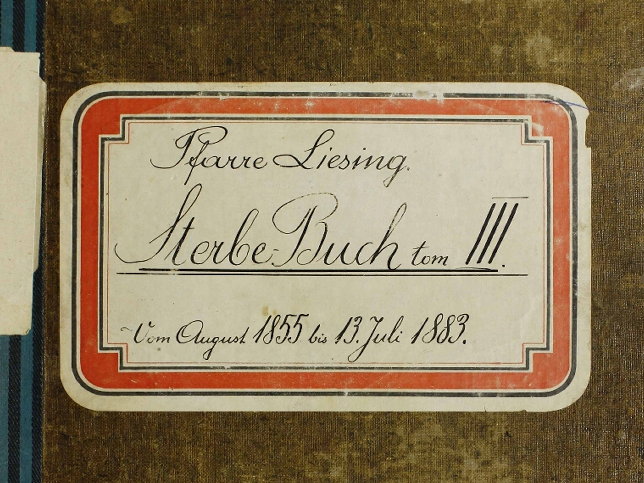 Pfarre Liesing.
Sterbe-Buch tom III.
Vom August 1855 bis 13. Juli 1883.